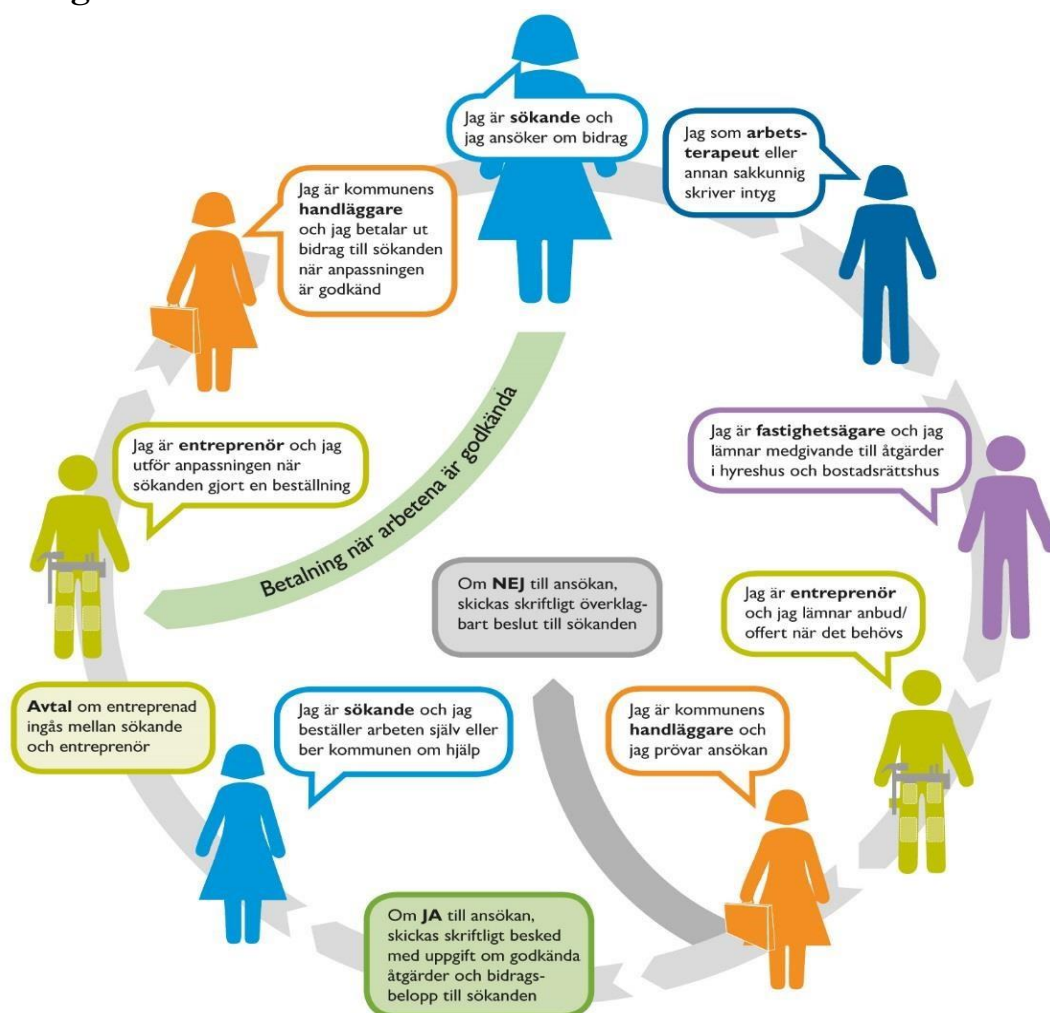 Jag är sökande och
jag ansöker om bidrag
Jag som arbets-
terapeut eller
annan sakkunnig
skriver intyg
Jag är fastighetsägare och jag
lämnar medgivande till åtgärder
i hyreshus och bostadsrättshus
Jag är entreprenör
och jag lämnar anbud/
offert när det behövs
Jag är kommunens
handläggare och
jag prövar ansökan
Om NEJ till ansökan,
skickas skriftligt överklag-
bart beslut till sökanden
Om JA till ansökan,
skickas skriftligt besked
med uppgift om godkända
åtgärder och bidrags-
belopp till sökanden
Jag är sökande och jag
beställer arbeten själv eller
ber kommunen om hjälp
Avtal om entreprenad
ingås mellan sökande
och entreprenör
Jag är entreprenör och jag
utför anpassningen när
sökanden gjort en beställning
Jag är kommunens
handläggare
och jag betalar ut
bidrag till sökanden
när anpassningen
är godkänd
Betalning när arbetena är godkända